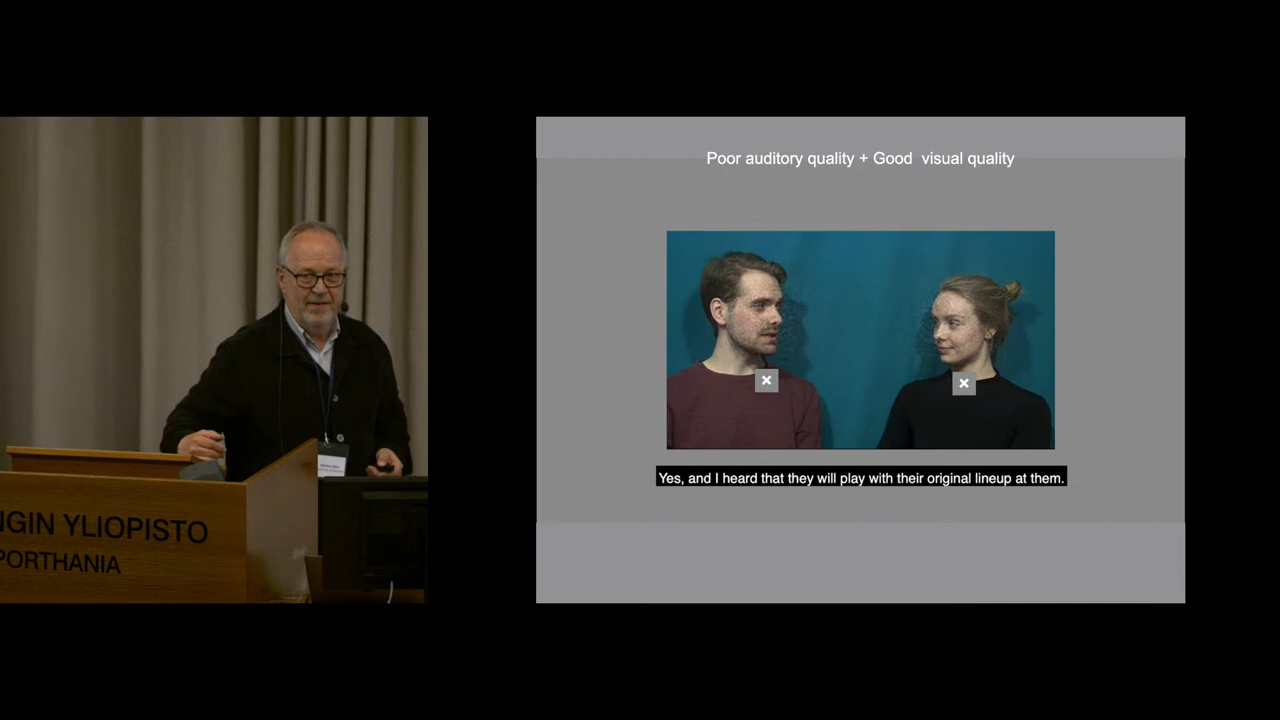 Poor auditory quality + Good visual quality
Yes, and I heard that they will play with their original lineup at them.
NGIN YLIOPISTO
PORTHANIA